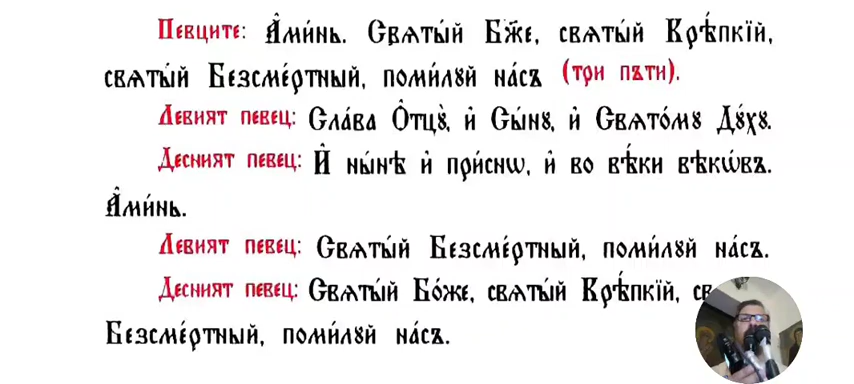 Певците: А҆ми́нь. Свѧты́й Бж҃е, свѧты́й Крѣ́пкїй,
свѧты́й Безсме́ртный, поми́лꙋй на́съ (три пъти).
Левият певец: Сла́ва Ѻ҆тцꙋ̀, и҆ Сы́нꙋ, и҆ Свѧто́мꙋ Дꙋ́хꙋ.
Десният певец: И҆ ны́нѣ и҆ при́снѡ, и҆ во вѣ́ки вѣкѡ́въ.
А҆ми́нь.
Левият певец: Свѧты́й Безсме́ртный, поми́лꙋй на́съ.
Десният певец: Свѧты́й Бо́же, свѧты́й Крѣ́пкїй,
Безсме́ртный, поми́лꙋй на́съ.